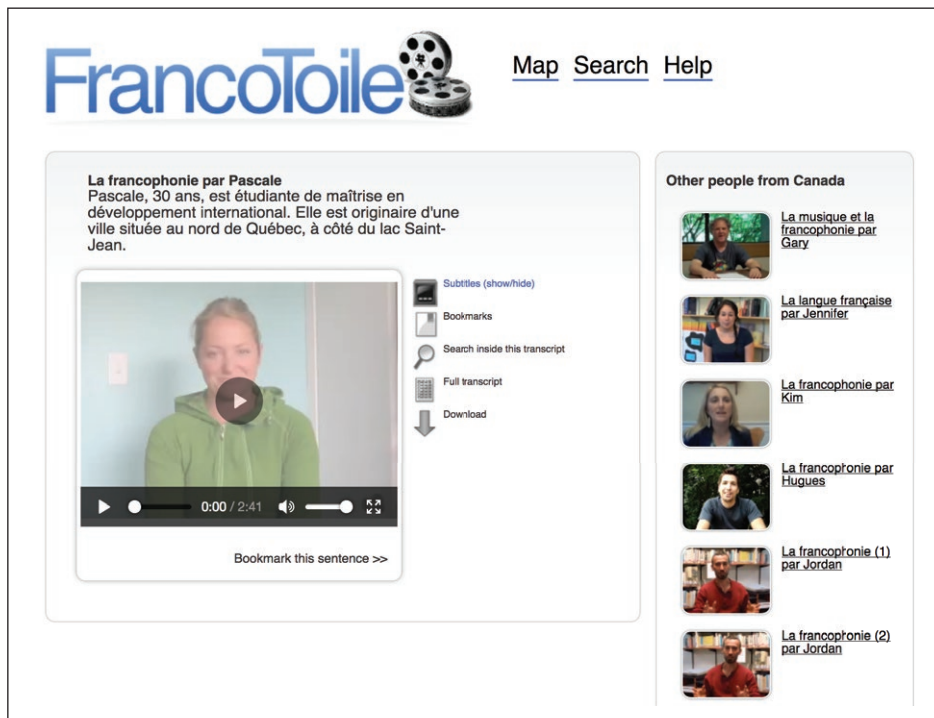 FrancoToile
Map Search Help
La francophonie par Pascale
Pascale, 30 ans, est étudiante de maîtrise en
développement international. Elle est originaire d'une
ville située au nord de Québec, à côté du lac Saint-
Jean.
Subtitles (show/hide)
Bookmarks
Search inside this transcript
Full transcript
Download
0:00 / 2:41
Bookmark this sentence >>
Other people from Canada
La musique et la
francophonie par
Gary
La langue française
par Jennifer
La francophonie par
Kim
La francophonie par
Hugues
La francophonie (1)
par Jordan
La francophonie (2)
par Jordan